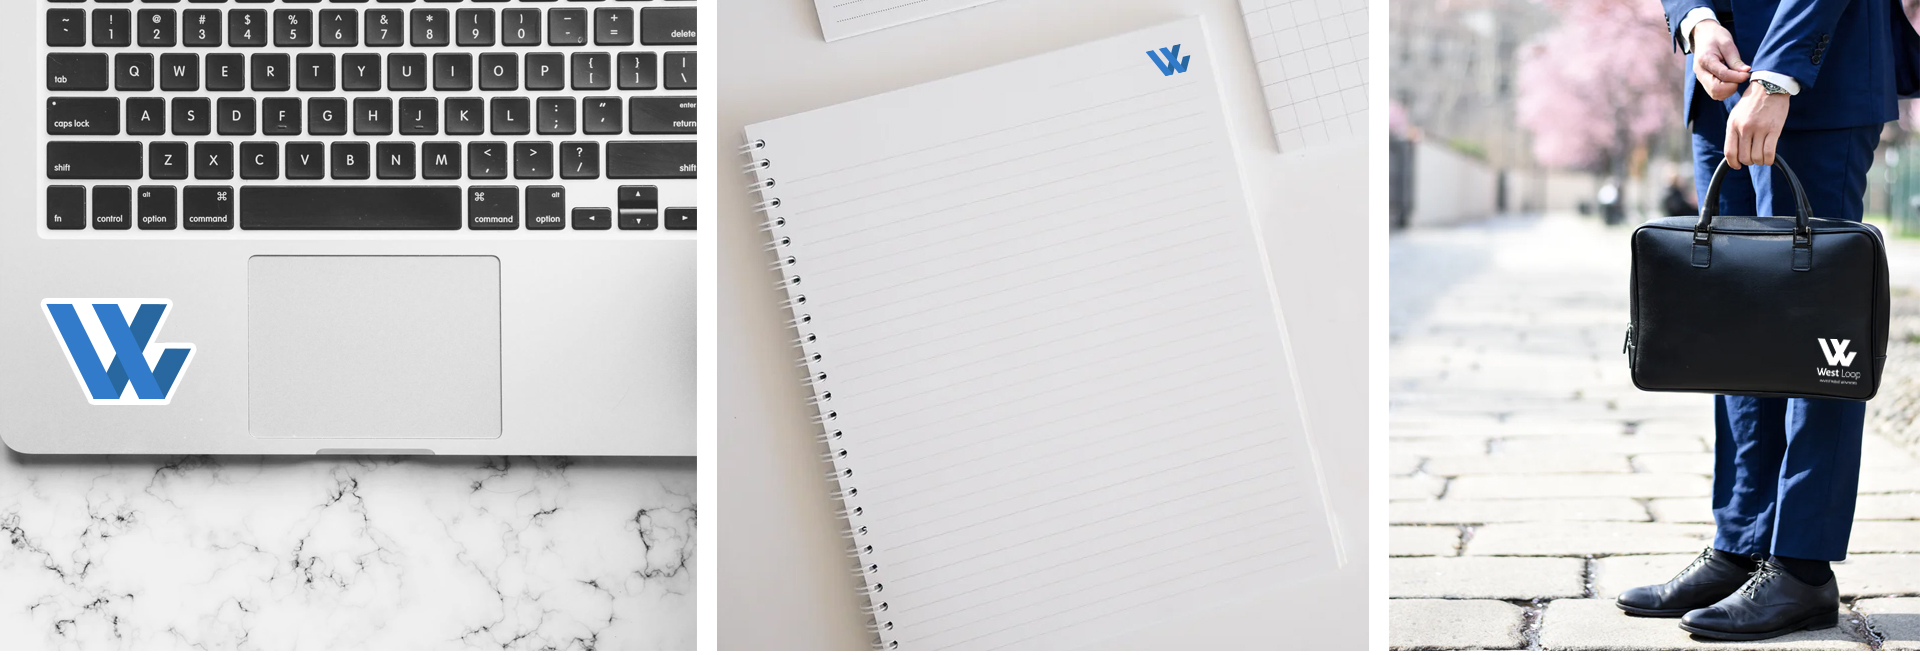 ~ ! @ # $ % ^ & * ( ) – +
` 1 2 3 4 5 6 7 8 9 0 - =
delete
tab Q W E R T Y U I O P { [ } ] | \
caps lock A S D F G H J K L : ; " ' enter return
shift Z X C V B N M < , > . ? / shift
fn control alt option ⌘ command ⌘ command alt option
W
W
W
West Loop